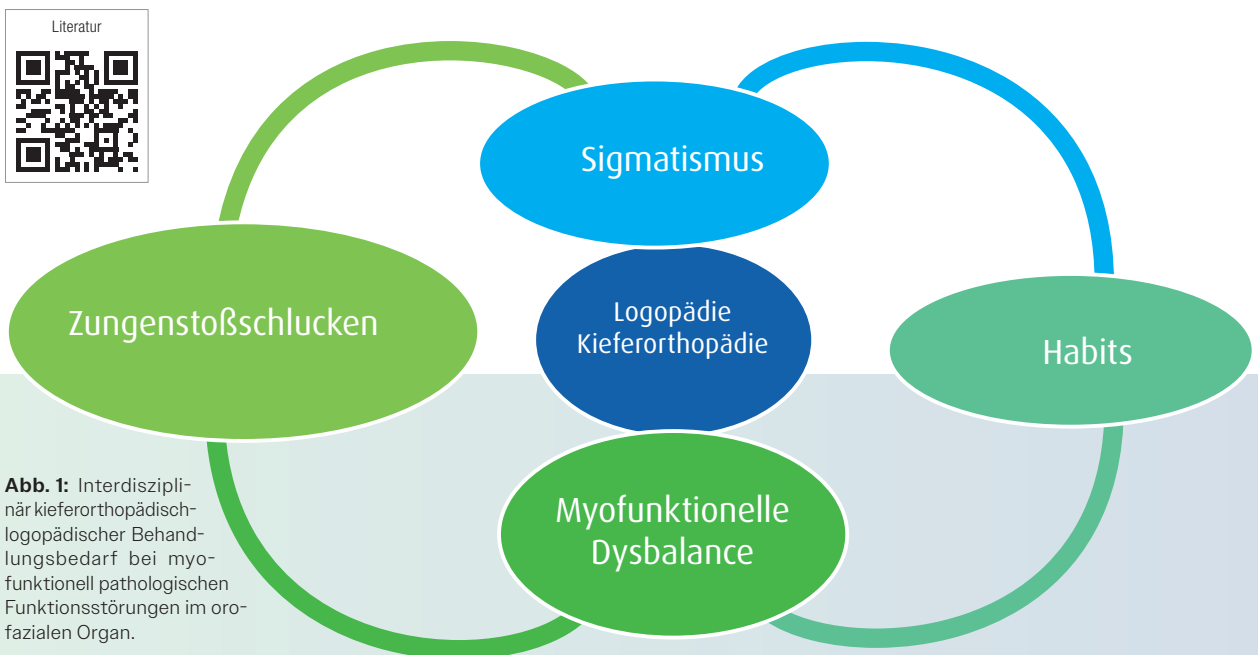 Literatur
Sigmatismus
Zungenstoßschlucken
Logopädie
Kieferorthopädie
Habits
Myofunktionelle
Dysbalance
Abb. 1: Interdiszipli-
när kieferorthopädisch-
logopädischer Behand-
lungsbedarf bei myo-
funktionell pathologischen
Funktionsstörungen im oro-
fazialen Organ.